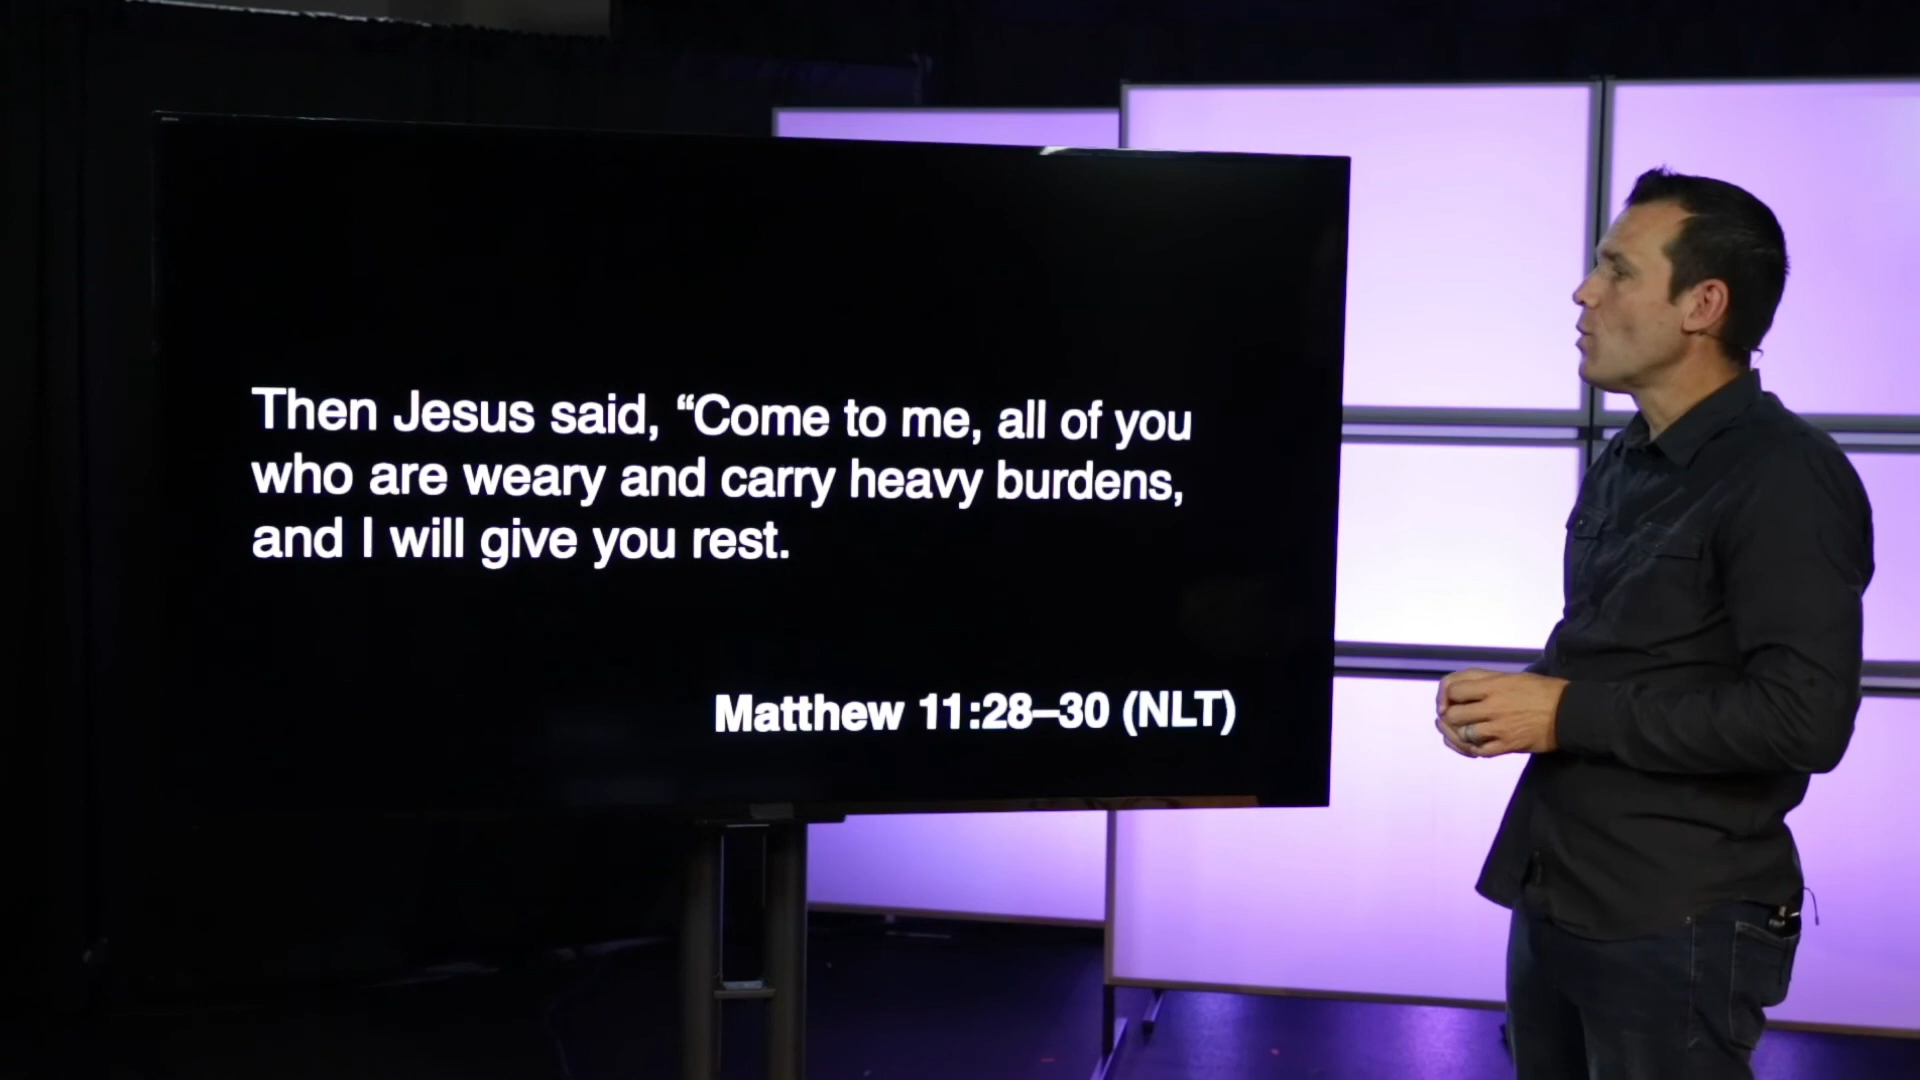 Then Jesus said, “Come to me, all of you
who are weary and carry heavy burdens,
and I will give you rest.
Matthew 11:28–30 (NLT)